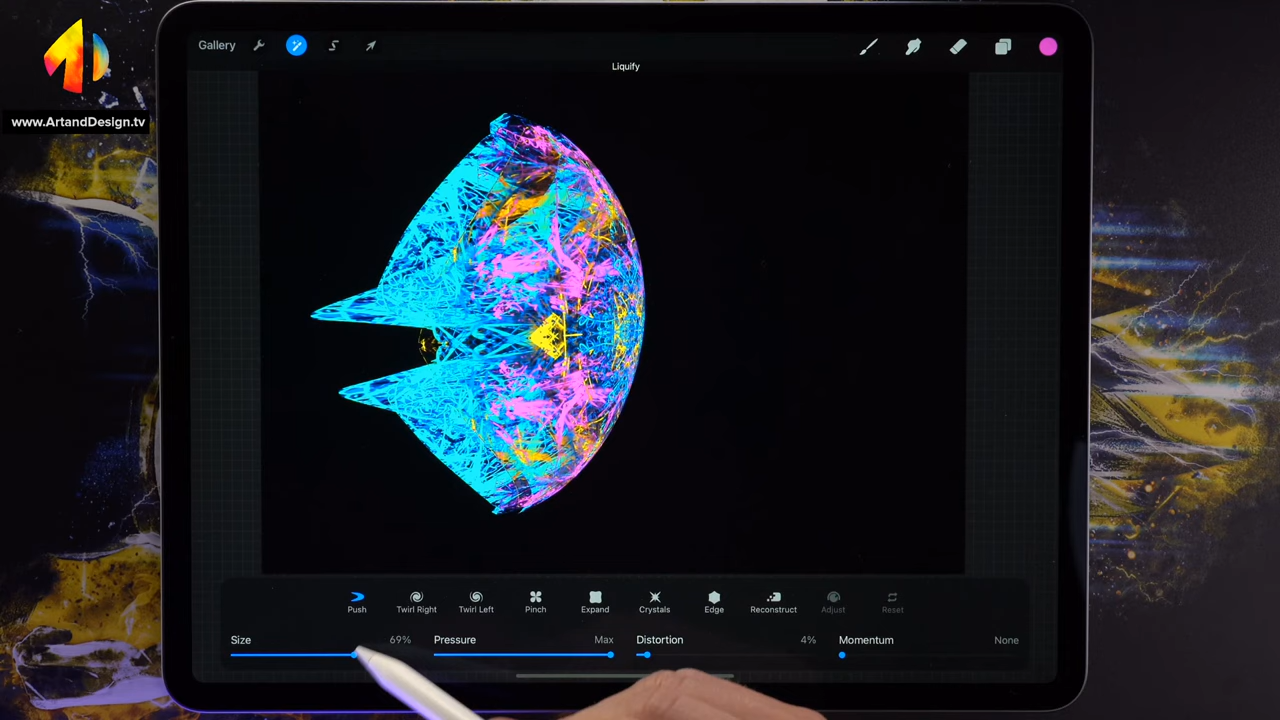 www.ArtandDesign.tv
Gallery
Liquify
Push
Twirl Right
Twirl Left
Pinch
Expand
Crystals
Edge
Reconstruct
Adjust
Reset
Size 69%
Pressure Max
Distortion 4%
Momentum None